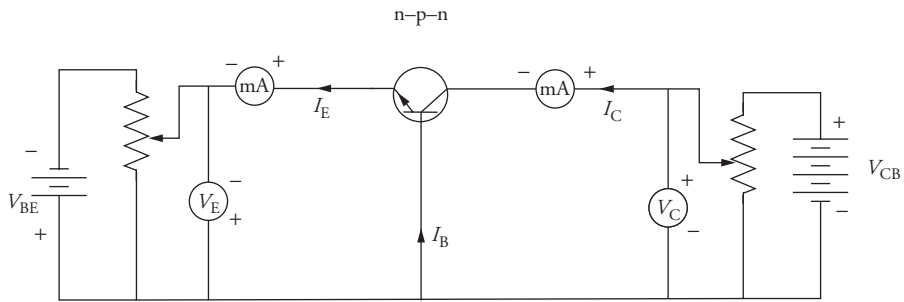 n–p–n
− mA +
− mA +
I_E
I_C
−
V_BE
+
−
V_E
+
I_B
+
V_C
−
+
V_CB
−